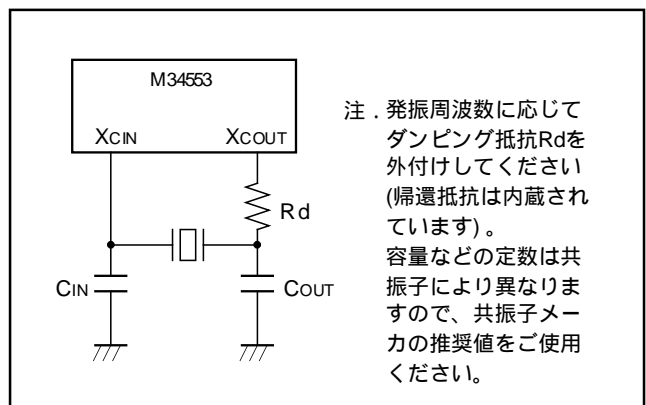 M34553
XCIN
XCOUT
Rd
CIN
COUT
注．発振周波数に応じて
ダンピング抵抗Rdを
外付けしてください
(帰還抵抗は内蔵され
ています)。
容量などの定数は共
振子により異なりま
すので、共振子メー
カの推奨値をご使用
ください。